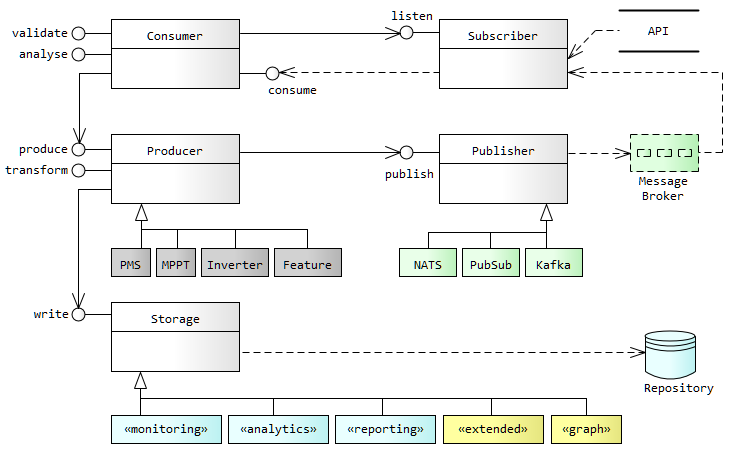 listen
validate
Consumer
Subscriber
API
analyse
consume
produce
Producer
Publisher
transform
publish
Message
Broker
PMS
MPPT
Inverter
Feature
NATS
PubSub
Kafka
write
Storage
Repository
«monitoring»
«analytics»
«reporting»
«extended»
«graph»